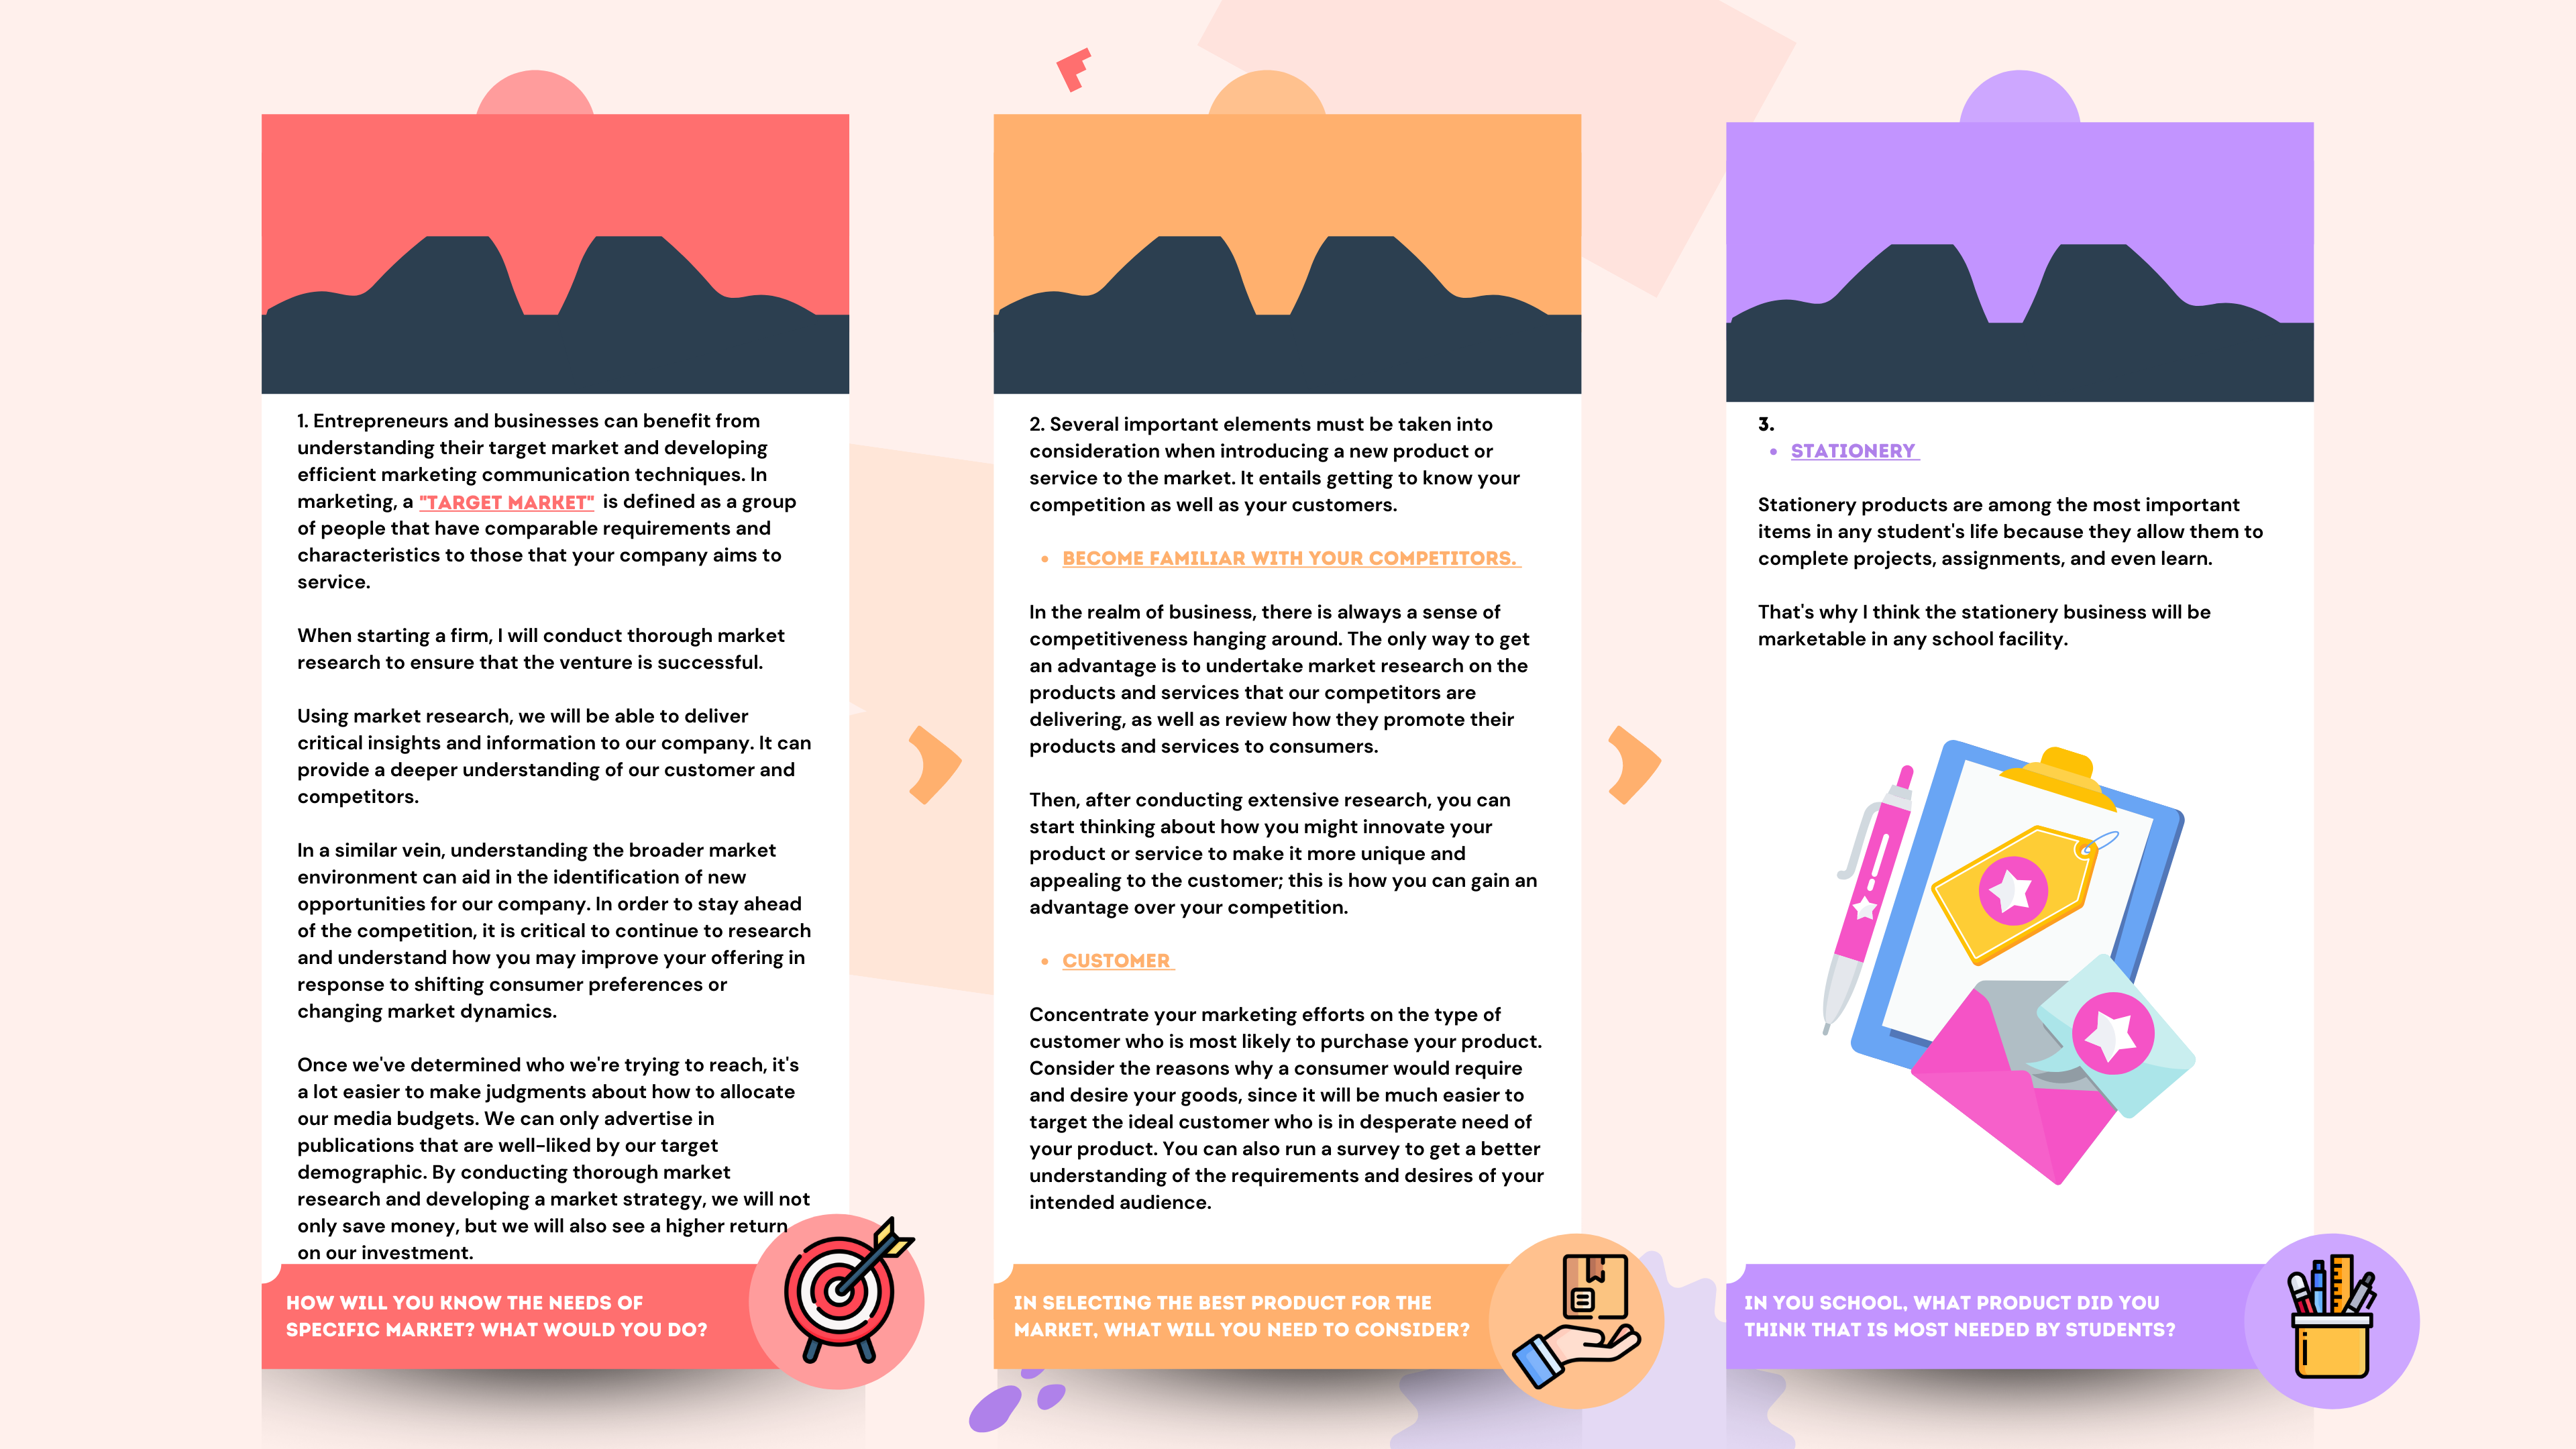 1. Entrepreneurs and businesses can benefit from
understanding their target market and developing
efficient marketing communication techniques. In
marketing, a "TARGET MARKET" is defined as a group
of people that have comparable requirements and
characteristics to those that your company aims to
service.
When starting a firm, I will conduct thorough market
research to ensure that the venture is successful.
Using market research, we will be able to deliver
critical insights and information to our company. It can
provide a deeper understanding of our customer and
competitors.
In a similar vein, understanding the broader market
environment can aid in the identification of new
opportunities for our company. In order to stay ahead
of the competition, it is critical to continue to research
and understand how you may improve your offering in
response to shifting consumer preferences or
changing market dynamics.
Once we've determined who we're trying to reach, it's
a lot easier to make judgments about how to allocate
our media budgets. We can only advertise in
publications that are well-liked by our target
demographic. By conducting thorough market
research and developing a market strategy, we will not
only save money, but we will also see a higher return
on our investment.
HOW WILL YOU KNOW THE NEEDS OF
SPECIFIC MARKET? WHAT WOULD YOU DO?
2. Several important elements must be taken into
consideration when introducing a new product or
service to the market. It entails getting to know your
competition as well as your customers.
• BECOME FAMILIAR WITH YOUR COMPETITORS.
In the realm of business, there is always a sense of
competitiveness hanging around. The only way to get
an advantage is to undertake market research on the
products and services that our competitors are
delivering, as well as review how they promote their
products and services to consumers.
Then, after conducting extensive research, you can
start thinking about how you might innovate your
product or service to make it more unique and
appealing to the customer; this is how you can gain an
advantage over your competition.
• CUSTOMER
Concentrate your marketing efforts on the type of
customer who is most likely to purchase your product.
Consider the reasons why a consumer would require
and desire your goods, since it will be much easier to
target the ideal customer who is in desperate need of
your product. You can also run a survey to get a better
understanding of the requirements and desires of your
intended audience.
IN SELECTING THE BEST PRODUCT FOR THE
MARKET, WHAT WILL YOU NEED TO CONSIDER?
3.
• STATIONERY
Stationery products are among the most important
items in any student's life because they allow them to
complete projects, assignments, and even learn.
That's why I think the stationery business will be
marketable in any school facility.
IN YOU SCHOOL, WHAT PRODUCT DID YOU
THINK THAT IS MOST NEEDED BY STUDENTS?